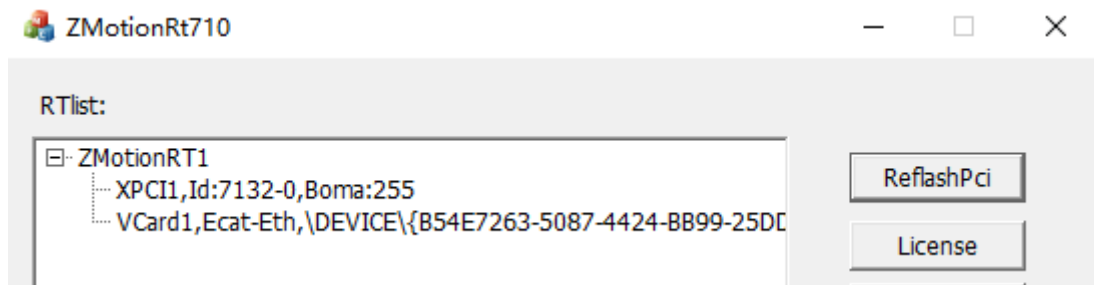 ZMotionRt710
RTlist:
ZMotionRT1
XPCI1,Id:7132-0,Boma:255
VCard1,Ecat-Eth,\DEVICE\{B54E7263-5087-4424-BB99-25DD
ReflashPci
License